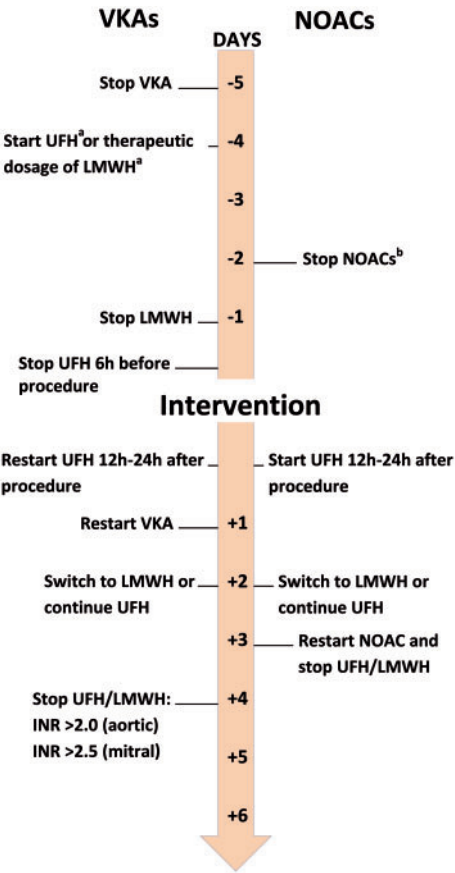 VKAs
NOACs
DAYS
Stop VKA
-5
Start UFHᵃor therapeutic
dosage of LMWHᵃ
-4
-3
-2
Stop NOACsᵇ
Stop LMWH
-1
Stop UFH 6h before
procedure
Intervention
Restart UFH 12h-24h after
procedure
Start UFH 12h-24h after
procedure
Restart VKA
+1
Switch to LMWH or
continue UFH
+2
Switch to LMWH or
continue UFH
+3
Restart NOAC and
stop UFH/LMWH
Stop UFH/LMWH:
INR >2.0 (aortic)
INR >2.5 (mitral)
+4
+5
+6